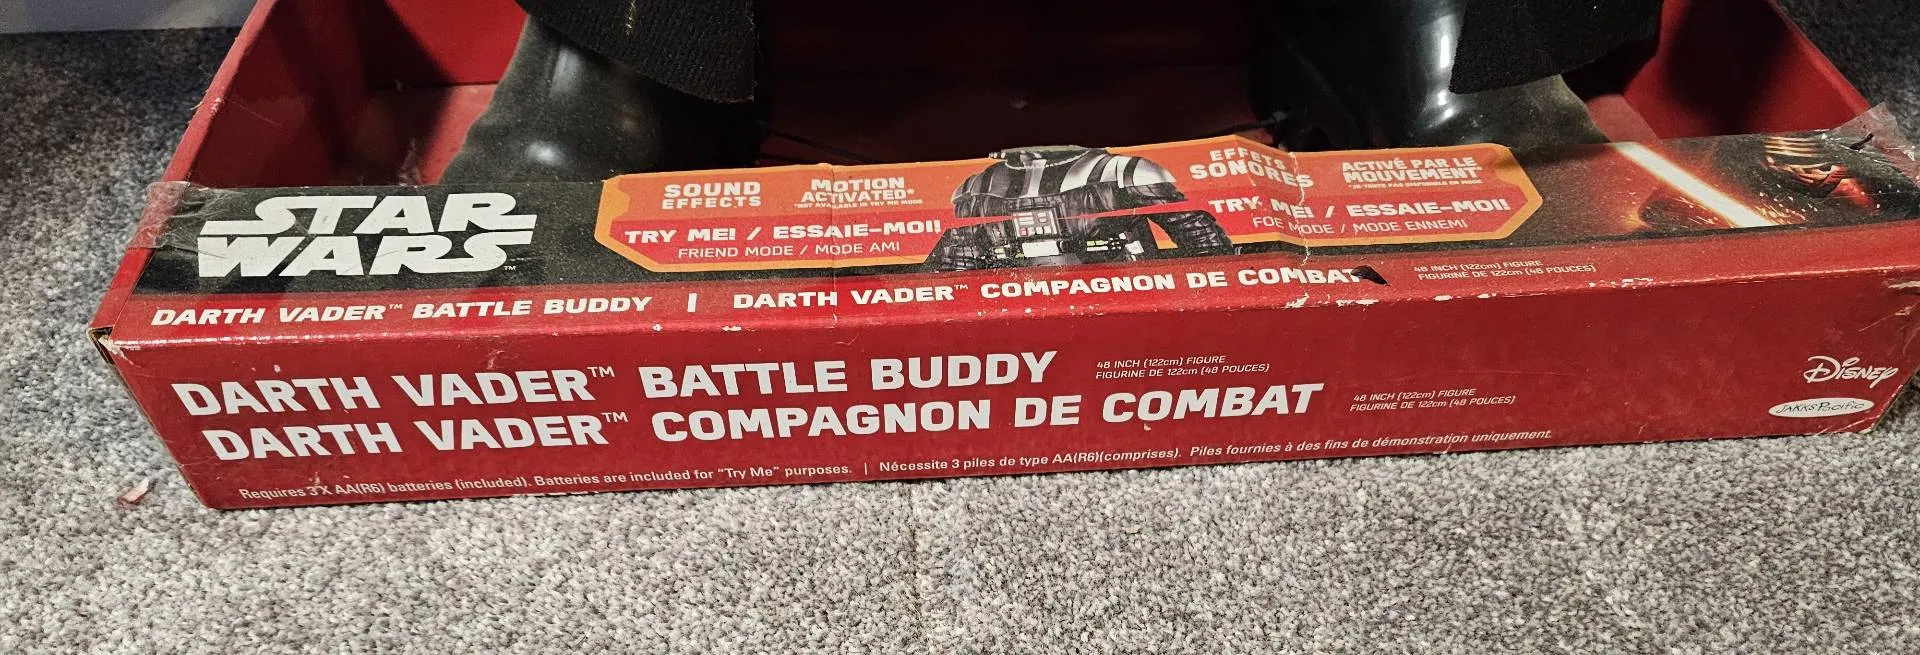 STAR
WARS™
SOUND
EFFECTS
MOTION
ACTIVATED*
*NOT AVAILABLE IN TRY ME MODE
TRY ME! / ESSAIE-MOI!
FRIEND MODE / MODE AMI
EFFETS
SONORES
ACTIVÉ PAR LE
MOUVEMENT*
TRY ME! / ESSAIE-MOI!
FOE MODE / MODE ENNEMI
DARTH VADER™ BATTLE BUDDY | DARTH VADER™ COMPAGNON DE COMBAT
48 INCH (122cm) FIGURE
FIGURINE DE 122cm (48 POUCES)
DARTH VADER™ BATTLE BUDDY
48 INCH (122cm) FIGURE
FIGURINE DE 122cm (48 POUCES)
DARTH VADER™ COMPAGNON DE COMBAT
48 INCH (122cm) FIGURE
FIGURINE DE 122cm (48 POUCES)
Disney
JAKKS Pacific
Requires 3 X AA(R6) batteries (included). Batteries are included for "Try Me" purposes. | Nécessite 3 piles de type AA(R6)(comprises). Piles fournies à des fins de démonstration uniquement.